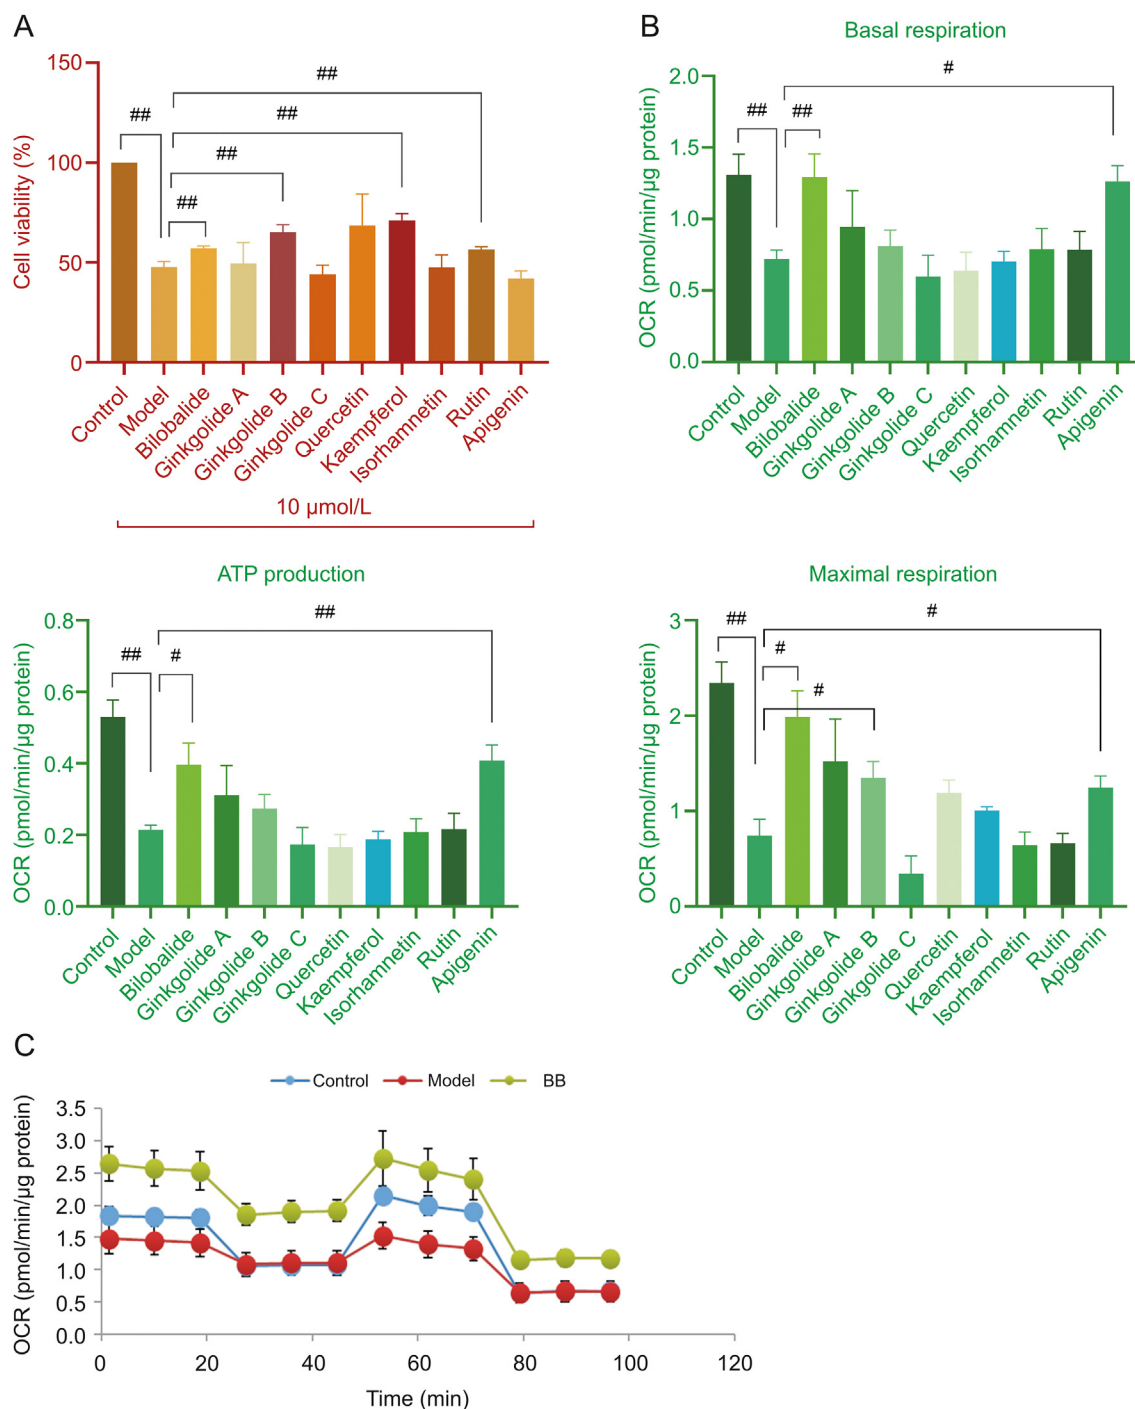 A
Cell viability (%)
150
100
50
0
##
##
##
##
##
Control
Model
Bilobalide
Ginkgolide A
Ginkgolide B
Ginkgolide C
Quercetin
Kaempferol
Isorhamnetin
Rutin
Apigenin
10 μmol/L
B
Basal respiration
OCR (pmol/min/μg protein)
2.0
1.5
1.0
0.5
0.0
#
##
##
Control
Model
Bilobalide
Ginkgolide A
Ginkgolide B
Ginkgolide C
Quercetin
Kaempferol
Isorhamnetin
Rutin
Apigenin
ATP production
OCR (pmol/min/μg protein)
0.8
0.6
0.4
0.2
0.0
##
##
#
Control
Model
Bilobalide
Ginkgolide A
Ginkgolide B
Ginkgolide C
Quercetin
Kaempferol
Isorhamnetin
Rutin
Apigenin
Maximal respiration
OCR (pmol/min/μg protein)
3
2
1
0
#
##
#
#
Control
Model
Bilobalide
Ginkgolide A
Ginkgolide B
Ginkgolide C
Quercetin
Kaempferol
Isorhamnetin
Rutin
Apigenin
C
Control
Model
BB
OCR (pmol/min/μg protein)
3.5
3.0
2.5
2.0
1.5
1.0
0.5
0.0
0
20
40
60
80
100
120
Time (min)